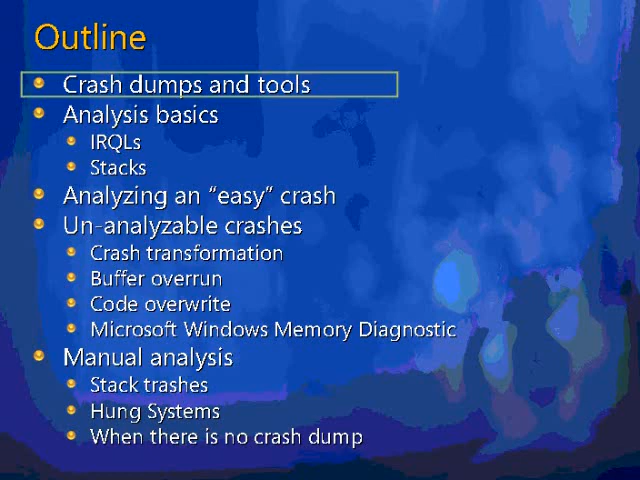 Outline
Crash dumps and tools
Analysis basics
IRQLs
Stacks
Analyzing an “easy” crash
Un-analyzable crashes
Crash transformation
Buffer overrun
Code overwrite
Microsoft Windows Memory Diagnostic
Manual analysis
Stack trashes
Hung Systems
When there is no crash dump